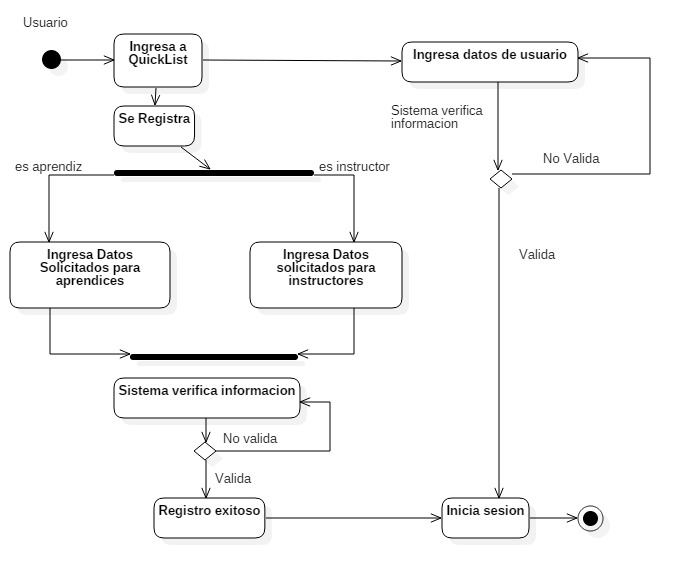 Usuario
Ingresa a
QuickList
Ingresa datos de usuario
Se Registra
Sistema verifica
informacion
No Valida
es aprendiz
es instructor
Ingresa Datos
Solicitados para
aprendices
Ingresa Datos
solicitados para
instructores
Valida
Sistema verifica informacion
No valida
Valida
Registro exitoso
Inicia sesion